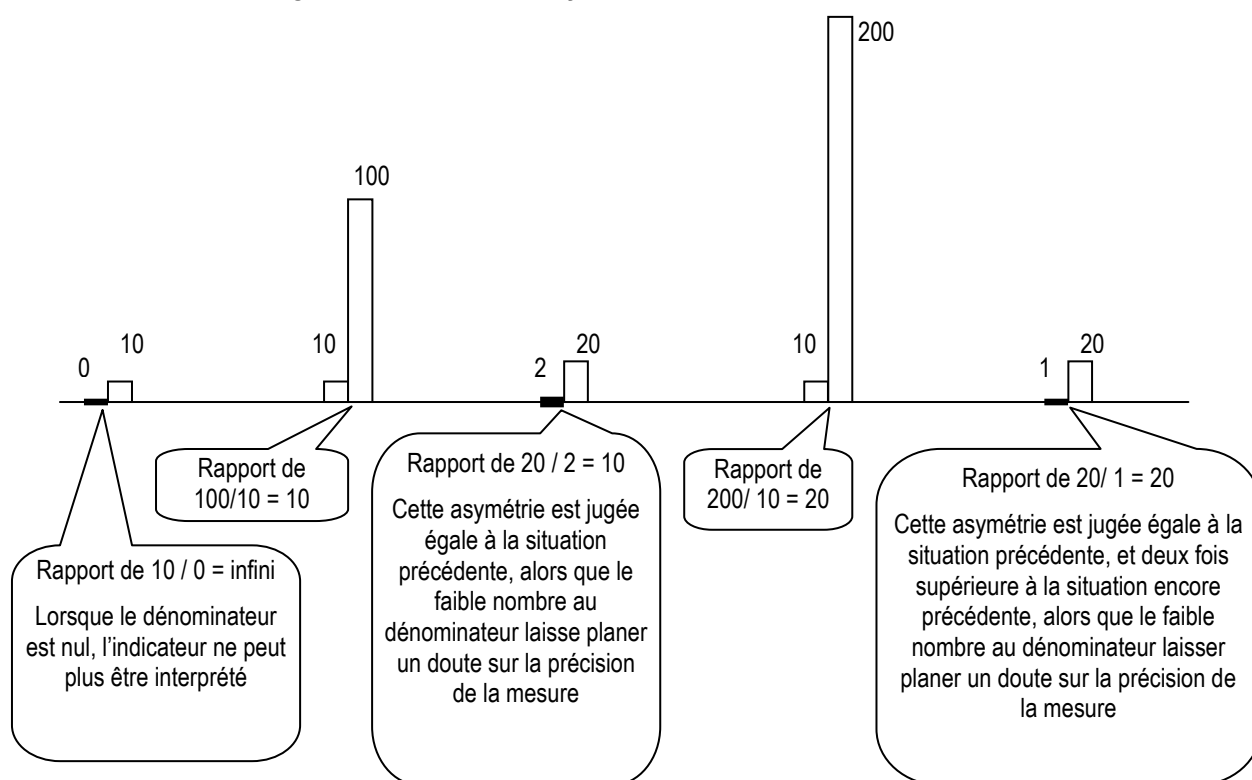 200
100
0
10
10
2
20
10
1
20
Rapport de 10 / 0 = infini
Lorsque le dénominateur
est nul, l'indicateur ne peut
plus être interprété
Rapport de
100/10 = 10
Rapport de 20 / 2 = 10
Cette asymétrie est jugée
égale à la situation
précédente, alors que le
faible nombre au
dénominateur laisse planer
un doute sur la précision
de la mesure
Rapport de
200/ 10 = 20
Rapport de 20/ 1 = 20
Cette asymétrie est jugée égale à la
situation précédente, et deux fois
supérieure à la situation encore
précédente, alors que le faible
nombre au dénominateur laisser
planer un doute sur la précision de
la mesure